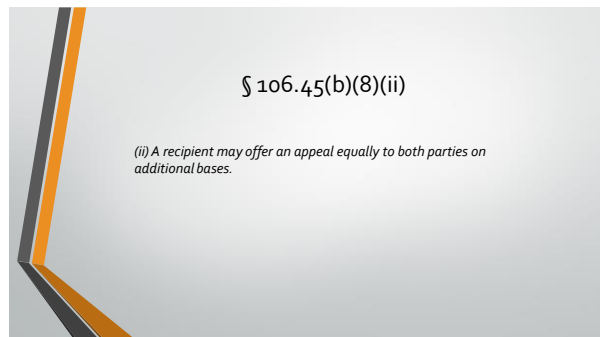 § 106.45(b)(8)(ii)
(ii) A recipient may offer an appeal equally to both parties on
additional bases.